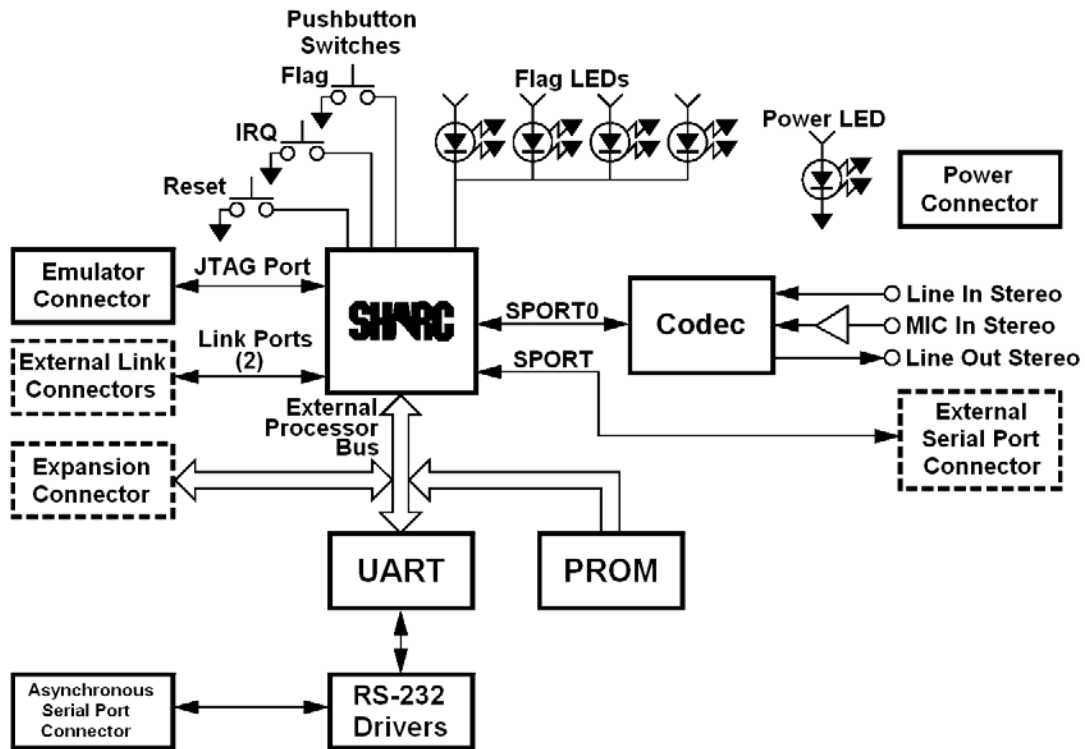 Pushbutton
Switches
Flag
Flag LEDs
IRQ
Power LED
Reset
Power
Connector
Emulator
Connector
JTAG Port
SHARC
SPORT0
Codec
Line In Stereo
MIC In Stereo
Line Out Stereo
External Link
Connectors
Link Ports
(2)
SPORT
External
Processor
Bus
External
Serial Port
Connector
Expansion
Connector
UART
PROM
Asynchronous
Serial Port
Connector
RS-232
Drivers